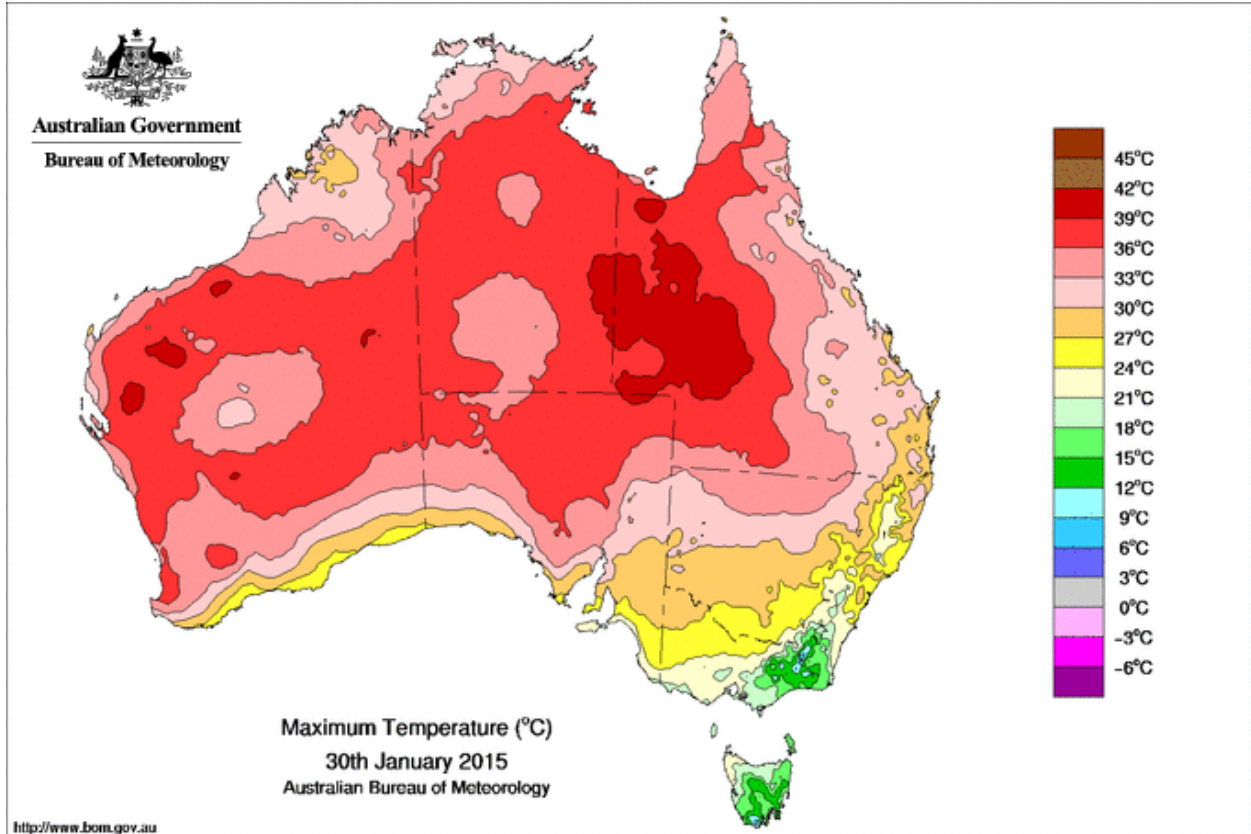 Australian Government
Bureau of Meteorology
45°C
42°C
39°C
36°C
33°C
30°C
27°C
24°C
21°C
18°C
15°C
12°C
9°C
6°C
3°C
0°C
-3°C
-6°C
Maximum Temperature (°C)
30th January 2015
Australian Bureau of Meteorology
http://www.bom.gov.au